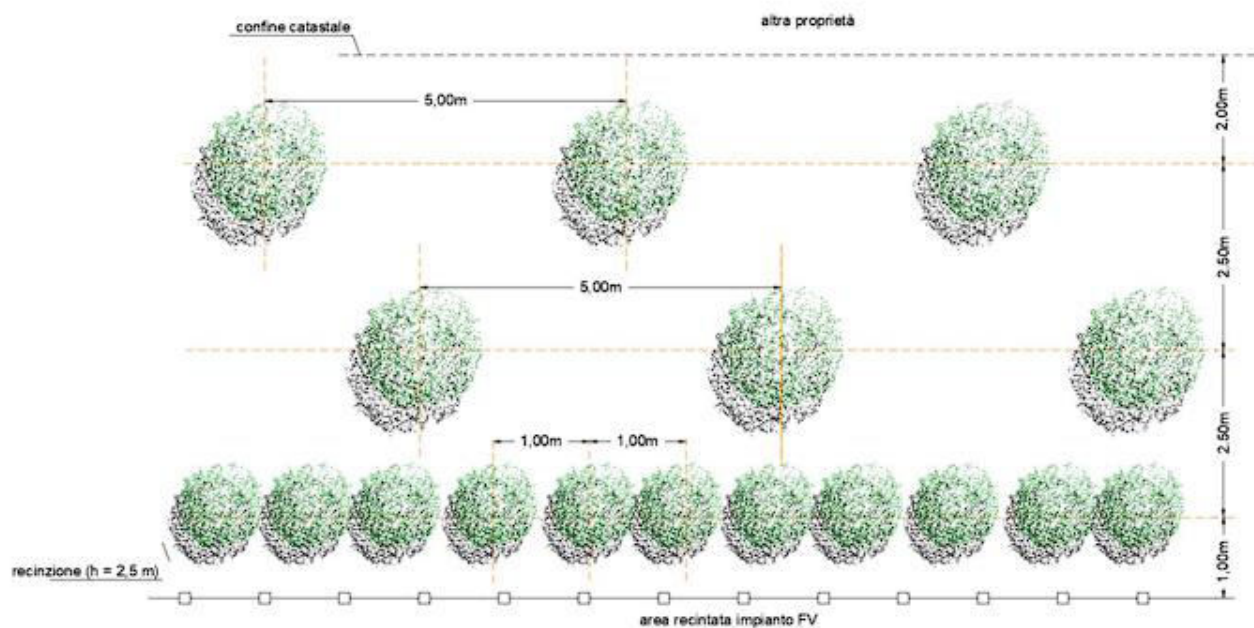 altra proprietà
confine catastale
5,00m
2,00m
2,50m
5,00m
2,50m
1,00m
1,00m
1,00m
recinzione (h = 2,5 m)
area recintata impianto FV